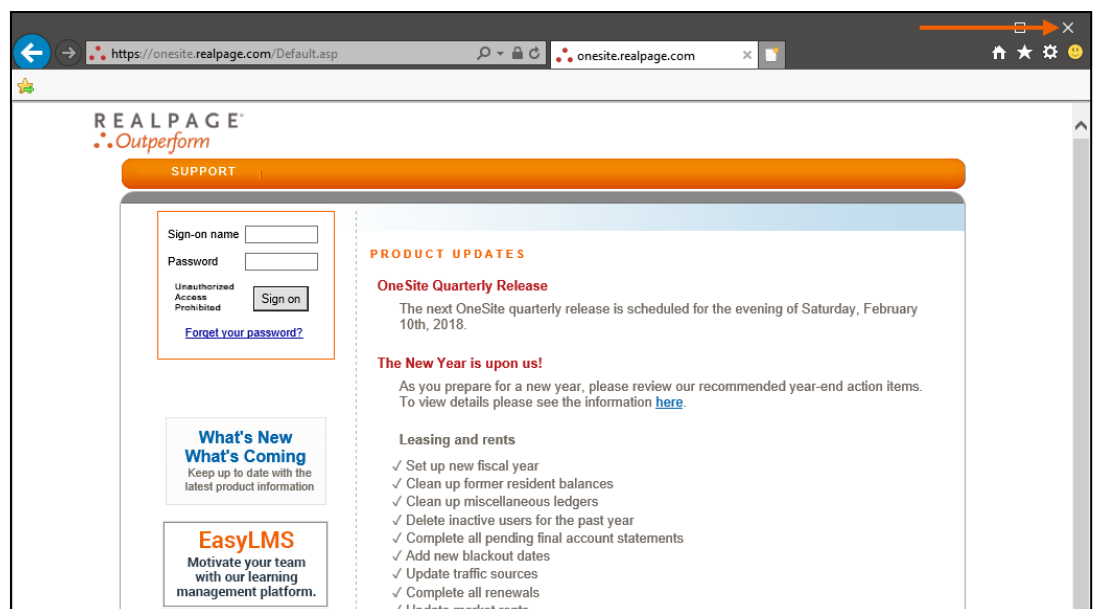 https://onesite.realpage.com/Default.asp
onesite.realpage.com
REALPAGE
Outperform
SUPPORT
Sign-on name
Password
Unauthorized
Access
Prohibited
Sign on
Forget your password?
What's New
What's Coming
Keep up to date with the
latest product information
EasyLMS
Motivate your team
with our learning
management platform.
PRODUCT UPDATES
OneSite Quarterly Release
The next OneSite quarterly release is scheduled for the evening of Saturday, February
10th, 2018.
The New Year is upon us!
As you prepare for a new year, please review our recommended year-end action items.
To view details please see the information here.
Leasing and rents
✓ Set up new fiscal year
✓ Clean up former resident balances
✓ Clean up miscellaneous ledgers
✓ Delete inactive users for the past year
✓ Complete all pending final account statements
✓ Add new blackout dates
✓ Update traffic sources
✓ Complete all renewals
✓ Update market rents